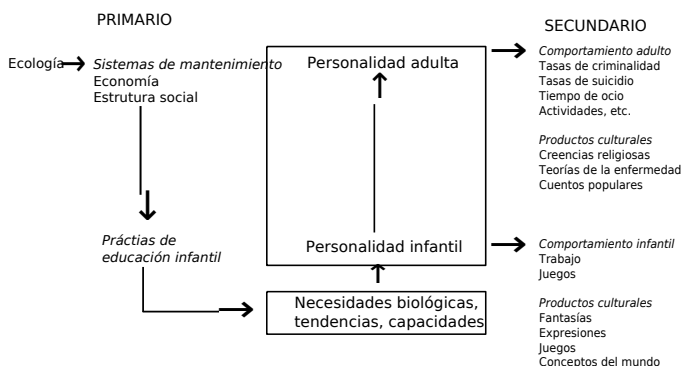 PRIMARIO
Ecología
Sistemas de mantenimiento
Economía
Estrutura social
Práctias de
educación infantil
Personalidad adulta
Personalidad infantil
Necesidades biológicas,
tendencias, capacidades
SECUNDARIO
Comportamiento adulto
Tasas de criminalidad
Tasas de suicidio
Tiempo de ocio
Actividades, etc.
Productos culturales
Creencias religiosas
Teorías de la enfermedad
Cuentos populares
Comportamiento infantil
Trabajo
Juegos
Productos culturales
Fantasías
Expresiones
Juegos
Conceptos del mundo